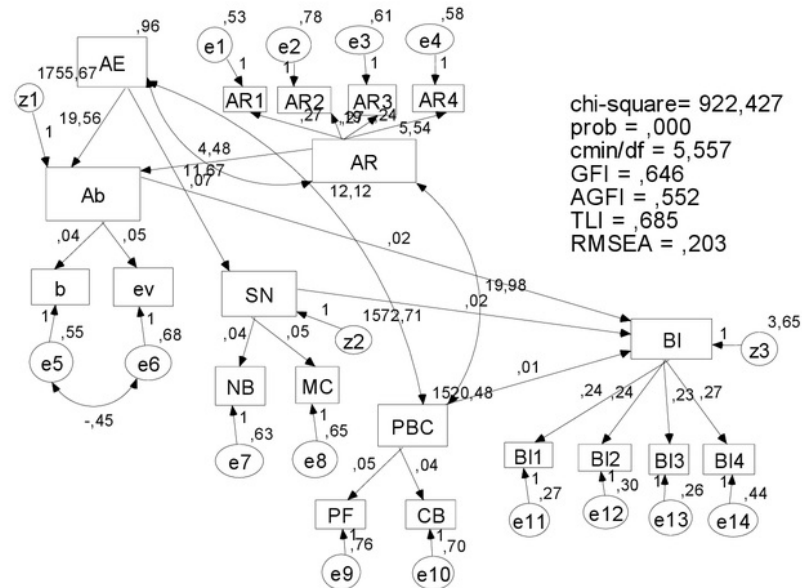 ,96
AE
1755,67
,53
e1
1
,78
e2
1
,61
e3
1
,58
e4
1
AR1
AR2
AR3
AR4
,27
,24
5,54
AR
12,12
z1
1
19,56
4,48
11,67
,07
Ab
,04
,05
b
ev
1
,55
1
,68
e5
e6
-,45
,02
SN
,04
,05
1
z2
NB
MC
1
,63
1
,65
e7
e8
1572,71
,02
19,98
,01
1520,48
PBC
,05
,04
PF
CB
1
,76
1
,70
e9
e10
BI
1
3,65
z3
,24
,24
,23
,27
BI1
BI2
BI3
BI4
1
,27
1
,30
1
,26
1
,44
e11
e12
e13
e14
chi-square= 922,427
prob = ,000
cmin/df = 5,557
GFI = ,646
AGFI = ,552
TLI = ,685
RMSEA = ,203